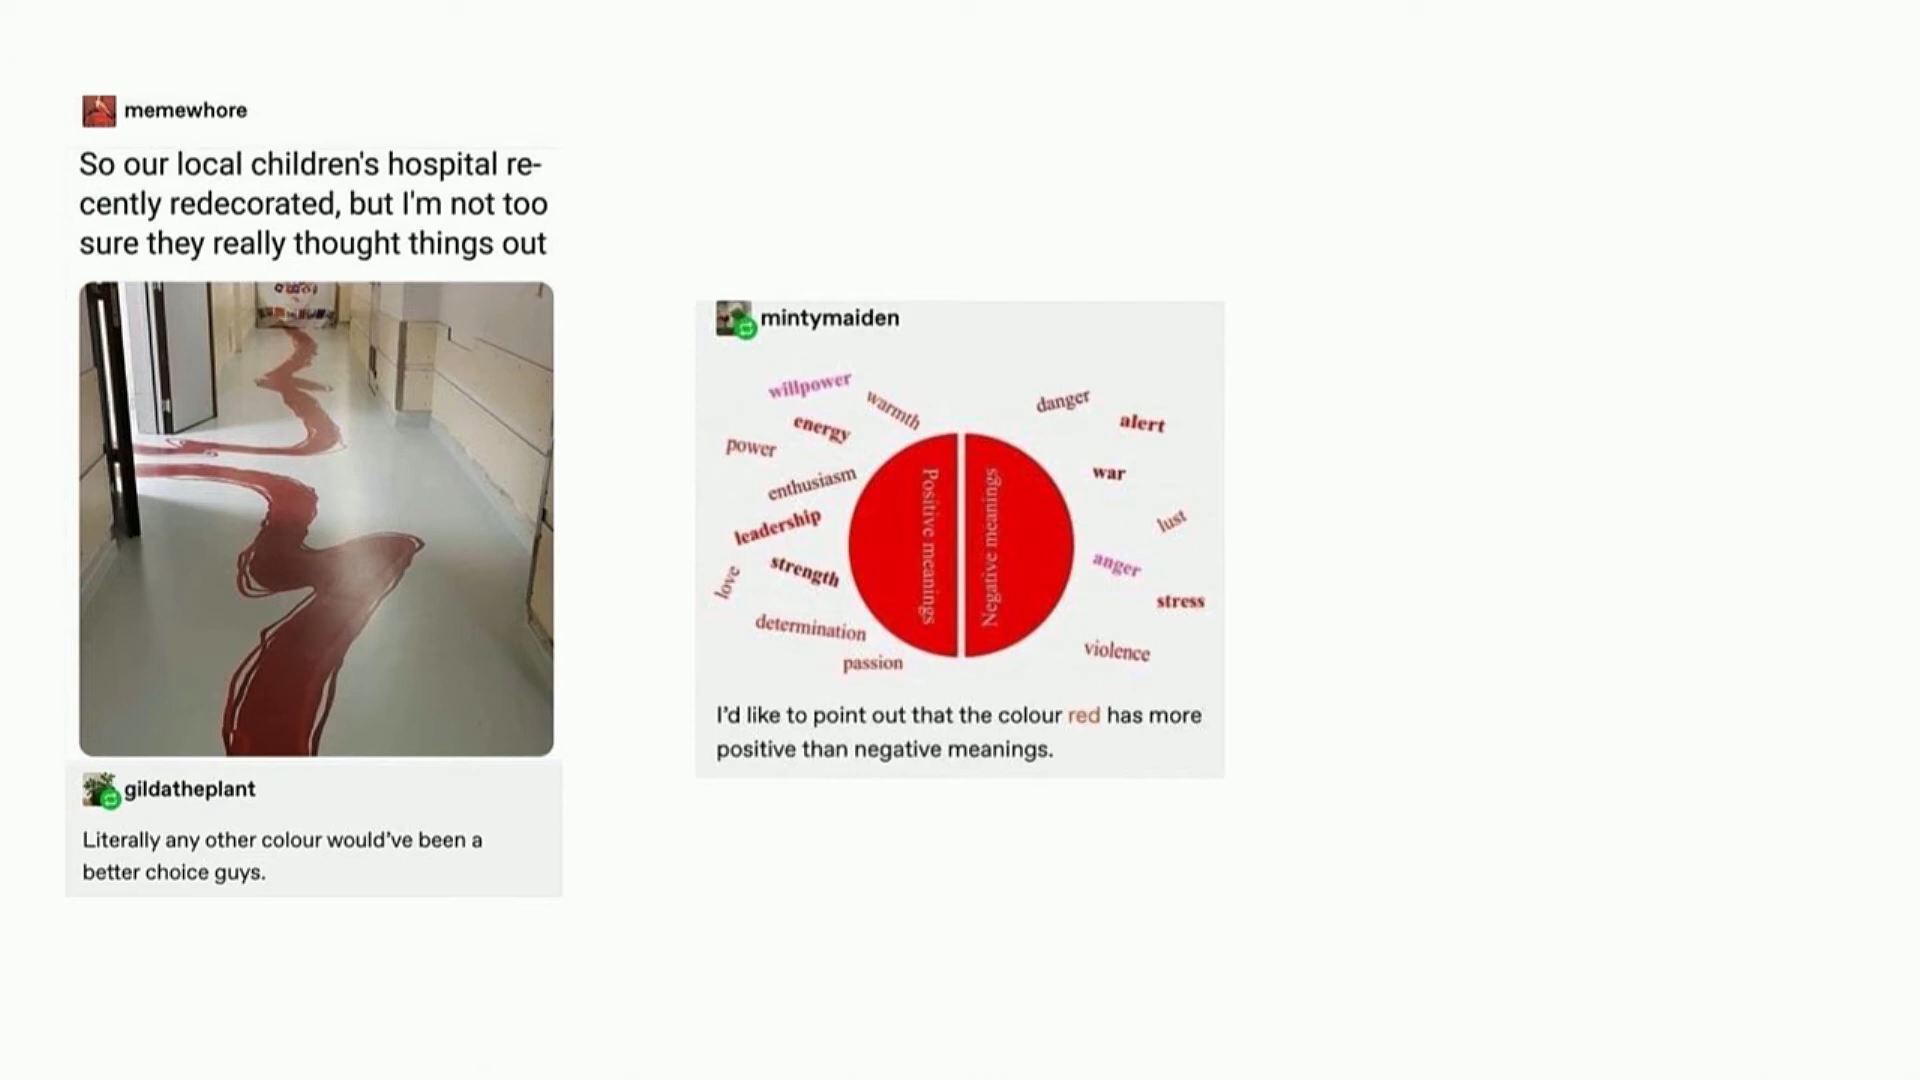 memewhore
So our local children's hospital re-
cently redecorated, but I'm not too
sure they really thought things out
gildatheplant
Literally any other colour would've been a
better choice guys.
mintymaiden
willpower
warmth
energy
power
enthusiasm
leadership
strength
love
determination
passion
Positive meanings
Negative meanings
danger
alert
war
lust
anger
stress
violence
I'd like to point out that the colour red has more
positive than negative meanings.